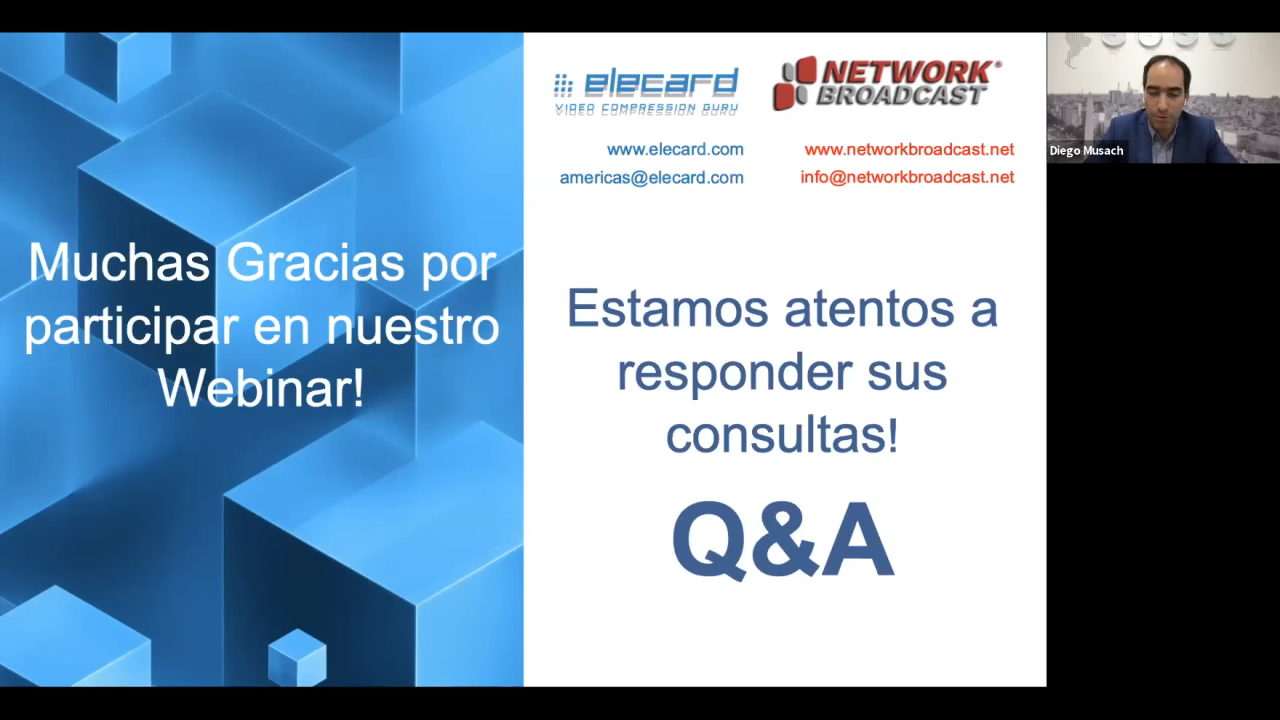 Muchas Gracias por
participar en nuestro
Webinar!
elecard
VIDEO COMPRESSION GURU
NETWORK®
BROADCAST
www.elecard.com
americas@elecard.com
www.networkbroadcast.net
info@networkbroadcast.net
Estamos atentos a
responder sus
consultas!
Q&A
Diego Musach